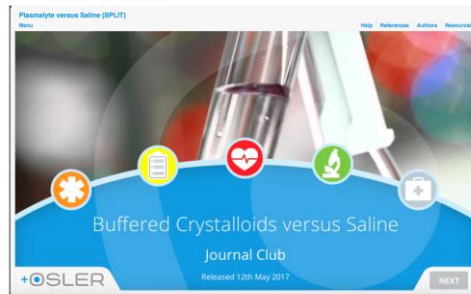 Plasmalyte versus Saline (SPLIT)
Menu
Help References Authors Resources
Buffered Crystalloids versus Saline
Journal Club
Released 12th May 2017
+OSLER
NEXT